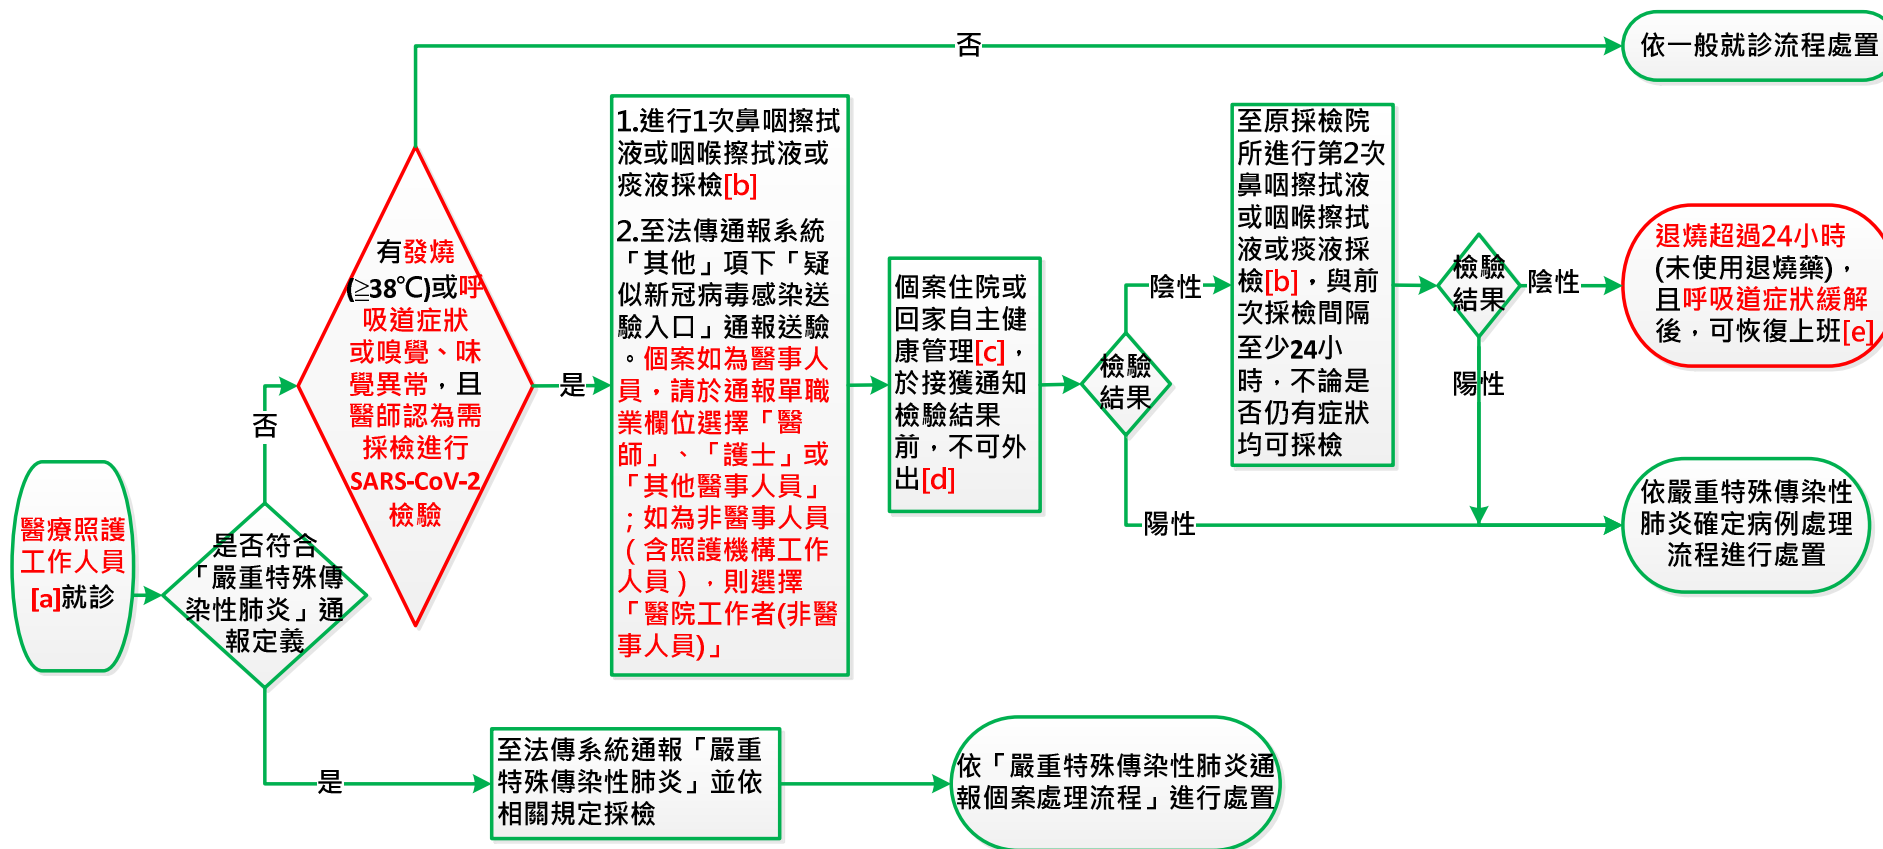 醫療照護
工作人員
[a]就診
是否符合
「嚴重特殊傳
染性肺炎」通
報定義
否
是
有發燒
(≧38℃)或呼
吸道症狀
或嗅覺、味
覺異常，且
醫師認為需
採檢進行
SARS-CoV-2
檢驗
否
依一般就診流程處置
是
1.進行1次鼻咽擦拭
液或咽喉擦拭液或
痰液採檢[b]
2.至法傳通報系統
「其他」項下「疑
似新冠病毒感染送
驗入口」通報送驗
。個案如為醫事人
員，請於通報單職
業欄位選擇「醫
師」、「護士」或
「其他醫事人員」
；如為非醫事人員
（含照護機構工作
人員），則選擇
「醫院工作者(非醫
事人員)」
個案住院或
回家自主健
康管理[c]，
於接獲通知
檢驗結果
前，不可外
出[d]
檢驗
結果
陰性
陽性
至原採檢院
所進行第2次
鼻咽擦拭液
或咽喉擦拭
液或痰液採
檢[b]，與前
次採檢間隔
至少24小
時，不論是
否仍有症狀
均可採檢
檢驗
結果
陰性
陽性
退燒超過24小時
(未使用退燒藥)，
且呼吸道症狀緩解
後，可恢復上班[e]
依嚴重特殊傳染性
肺炎確定病例處理
流程進行處置
至法傳系統通報「嚴重
特殊傳染性肺炎」並依
相關規定採檢
依「嚴重特殊傳染性肺炎通
報個案處理流程」進行處置